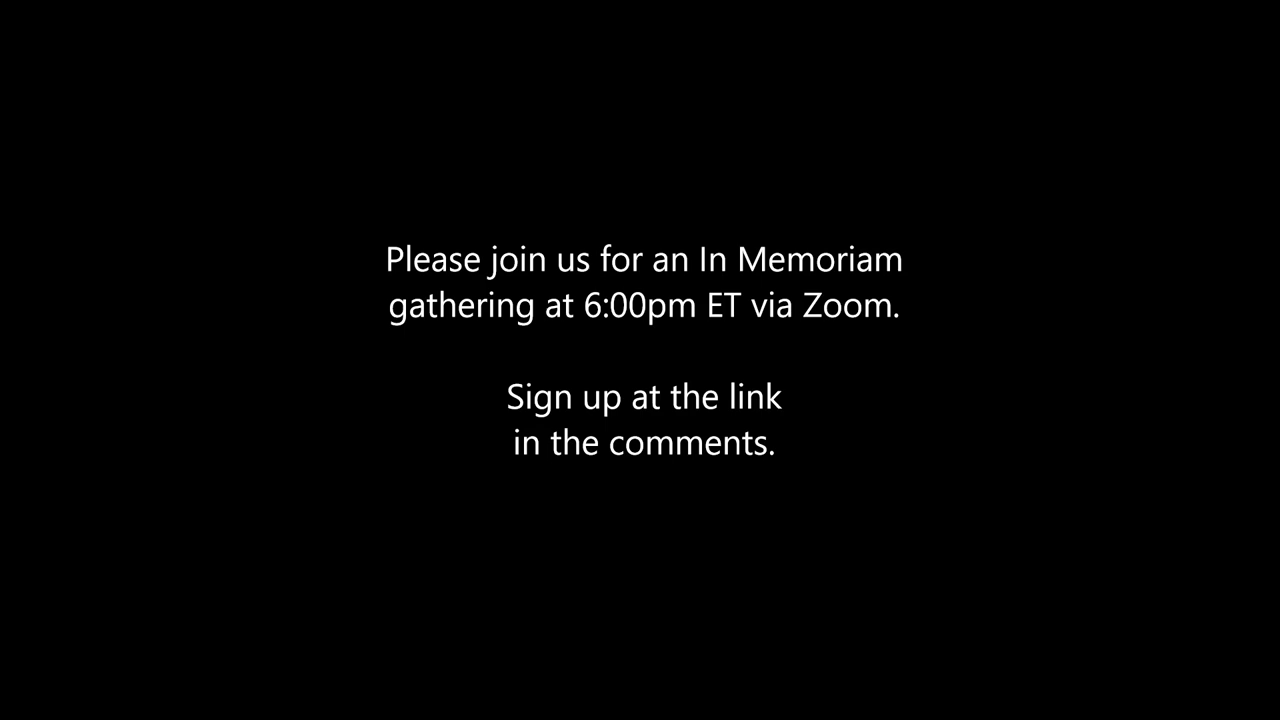 Please join us for an In Memoriam
gathering at 6:00pm ET via Zoom.
Sign up at the link
in the comments.